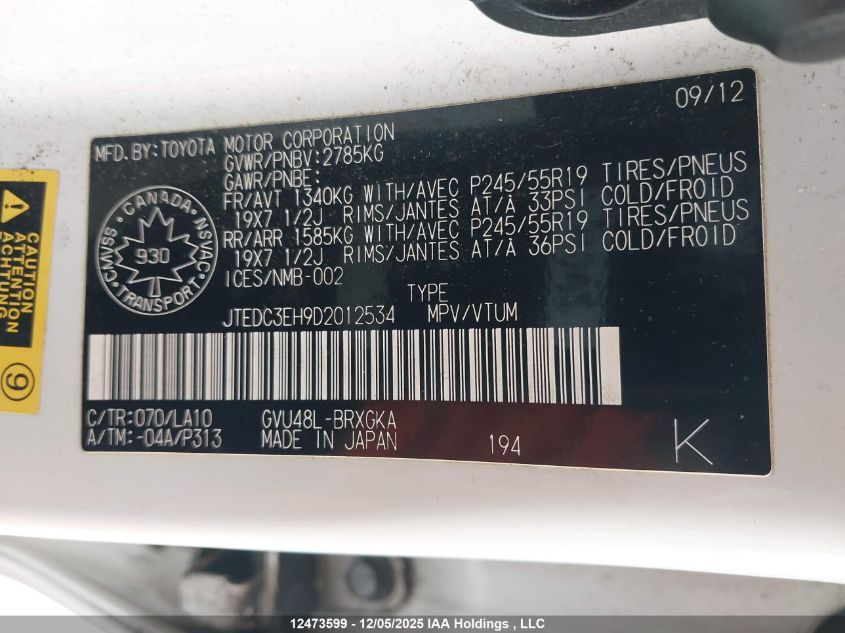 09/12
MFD.BY:TOYOTA MOTOR CORPORATION
GVWR/PNBV:2785KG
GAWR/PNBE:
FR/AVT 1340KG WITH/AVEC P245/55R19 TIRES/PNEUS
19X7 1/2J RIMS/JANTES AT/À 33PSI COLD/FROID
RR/ARR 1585KG WITH/AVEC P245/55R19 TIRES/PNEUS
19X7 1/2J RIMS/JANTES AT/À 36PSI COLD/FROID
ICES/NMB-002
CANADA
CMVSS NSVAC
930
TRANSPORT
TYPE
JTEDC3EH9D2012534 MPV/VTUM
C/TR:070/LA10 GVU48L-BRXGKA
A/TM:-04A/P313 MADE IN JAPAN 194 K
CAUTION
ATTENTION
ACHTUNG
9
12473599 - 12/05/2025 IAA Holdings , LLC